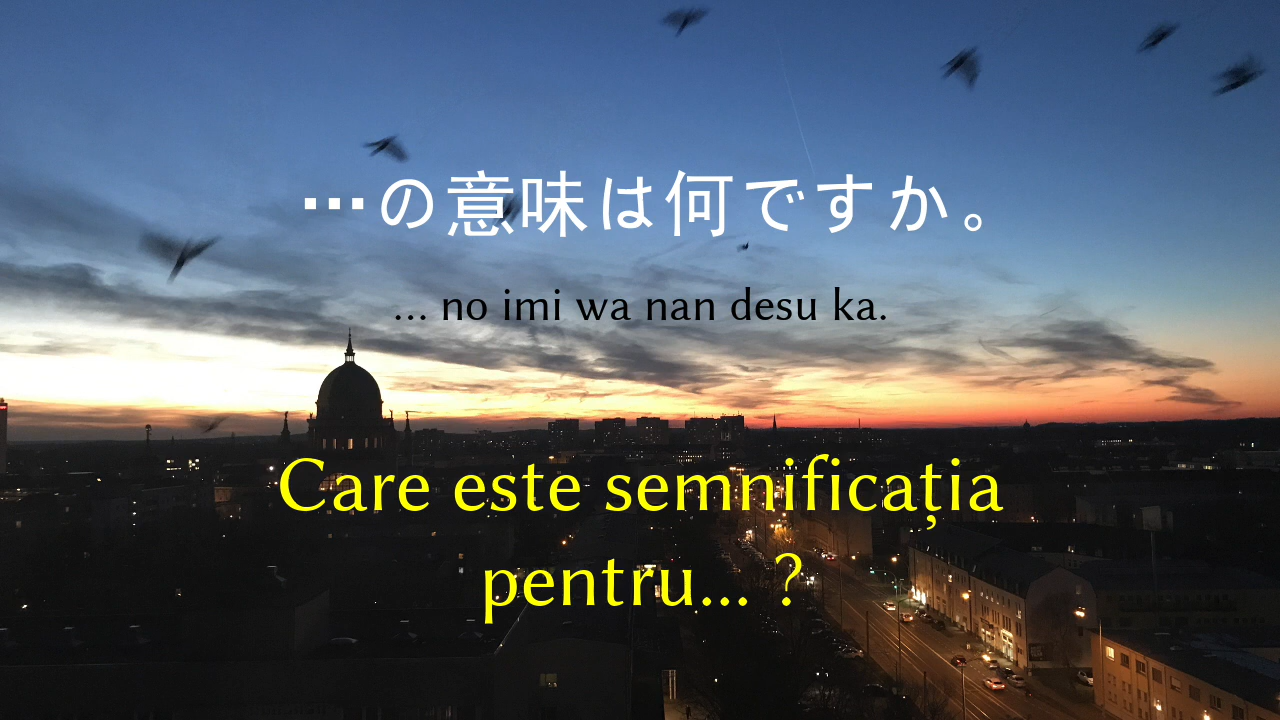 …の意味は何ですか。
... no imi wa nan desu ka.
Care este semnificația
pentru... ?